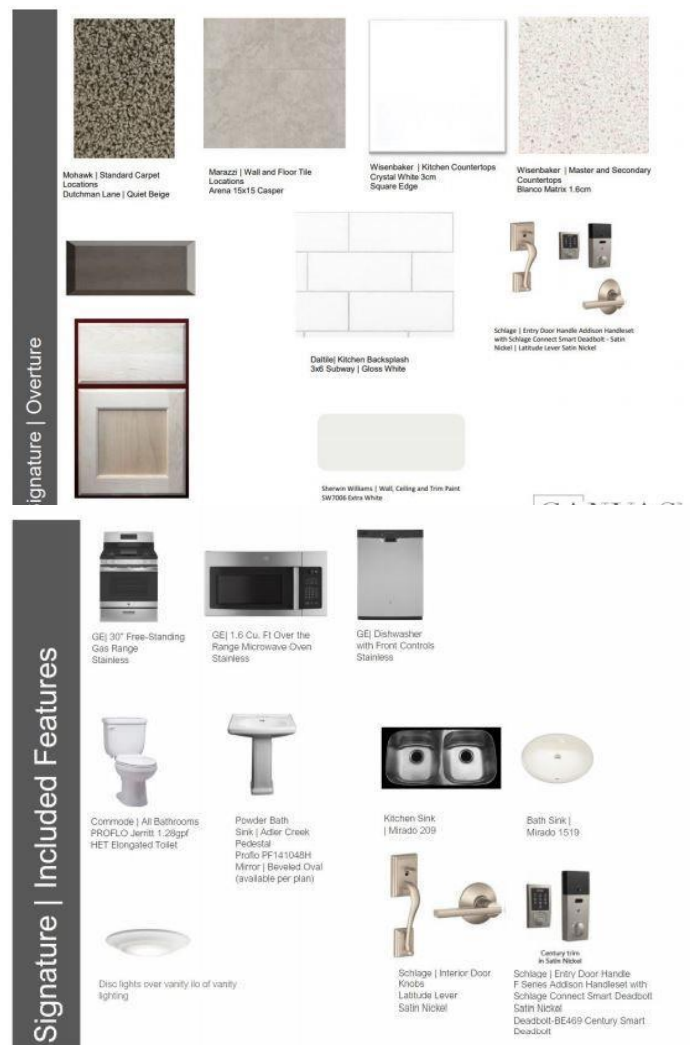 Signature | Overture
Mohawk | Standard Carpet
Locations
Dutchman Lane | Quiet Beige
Marazzi | Wall and Floor Tile
Locations
Arena 15x15 Casper
Wisenbaker | Kitchen Countertops
Crystal White 3cm
Square Edge
Wisenbaker | Master and Secondary
Countertops
Blanco Matrix 1.6cm
Daltile| Kitchen Backsplash
3x6 Subway | Gloss White
Schlage | Entry Door Handle Addison Handleset
with Schlage Connect Smart Deadbolt - Satin
Nickel | Latitude Lever Satin Nickel
Sherwin Williams | Wall, Ceiling and Trim Paint
SW7006 Extra White
Signature | Included Features
GE| 30" Free-Standing
Gas Range
Stainless
GE| 1.6 Cu. Ft Over the
Range Microwave Oven
Stainless
GE| Dishwasher
with Front Controls
Stainless
Commode | All Bathrooms
PROFLO Jerritt 1.28gpf
HET Elongated Toilet
Powder Bath
Sink | Adler Creek
Pedestal
Proflo PF141048H
Mirror | Beveled Oval
(available per plan)
Kitchen Sink
| Mirado 209
Bath Sink |
Mirado 1519
Disc lights over vanity ilo of vanity
lighting
Schlage | Interior Door
Knobs
Latitude Lever
Satin Nickel
Century trim
in Satin Nickel
Schlage | Entry Door Handle
F Series Addison Handleset with
Schlage Connect Smart Deadbolt
Satin Nickel
Deadbolt-BE469 Century Smart
Deadbolt